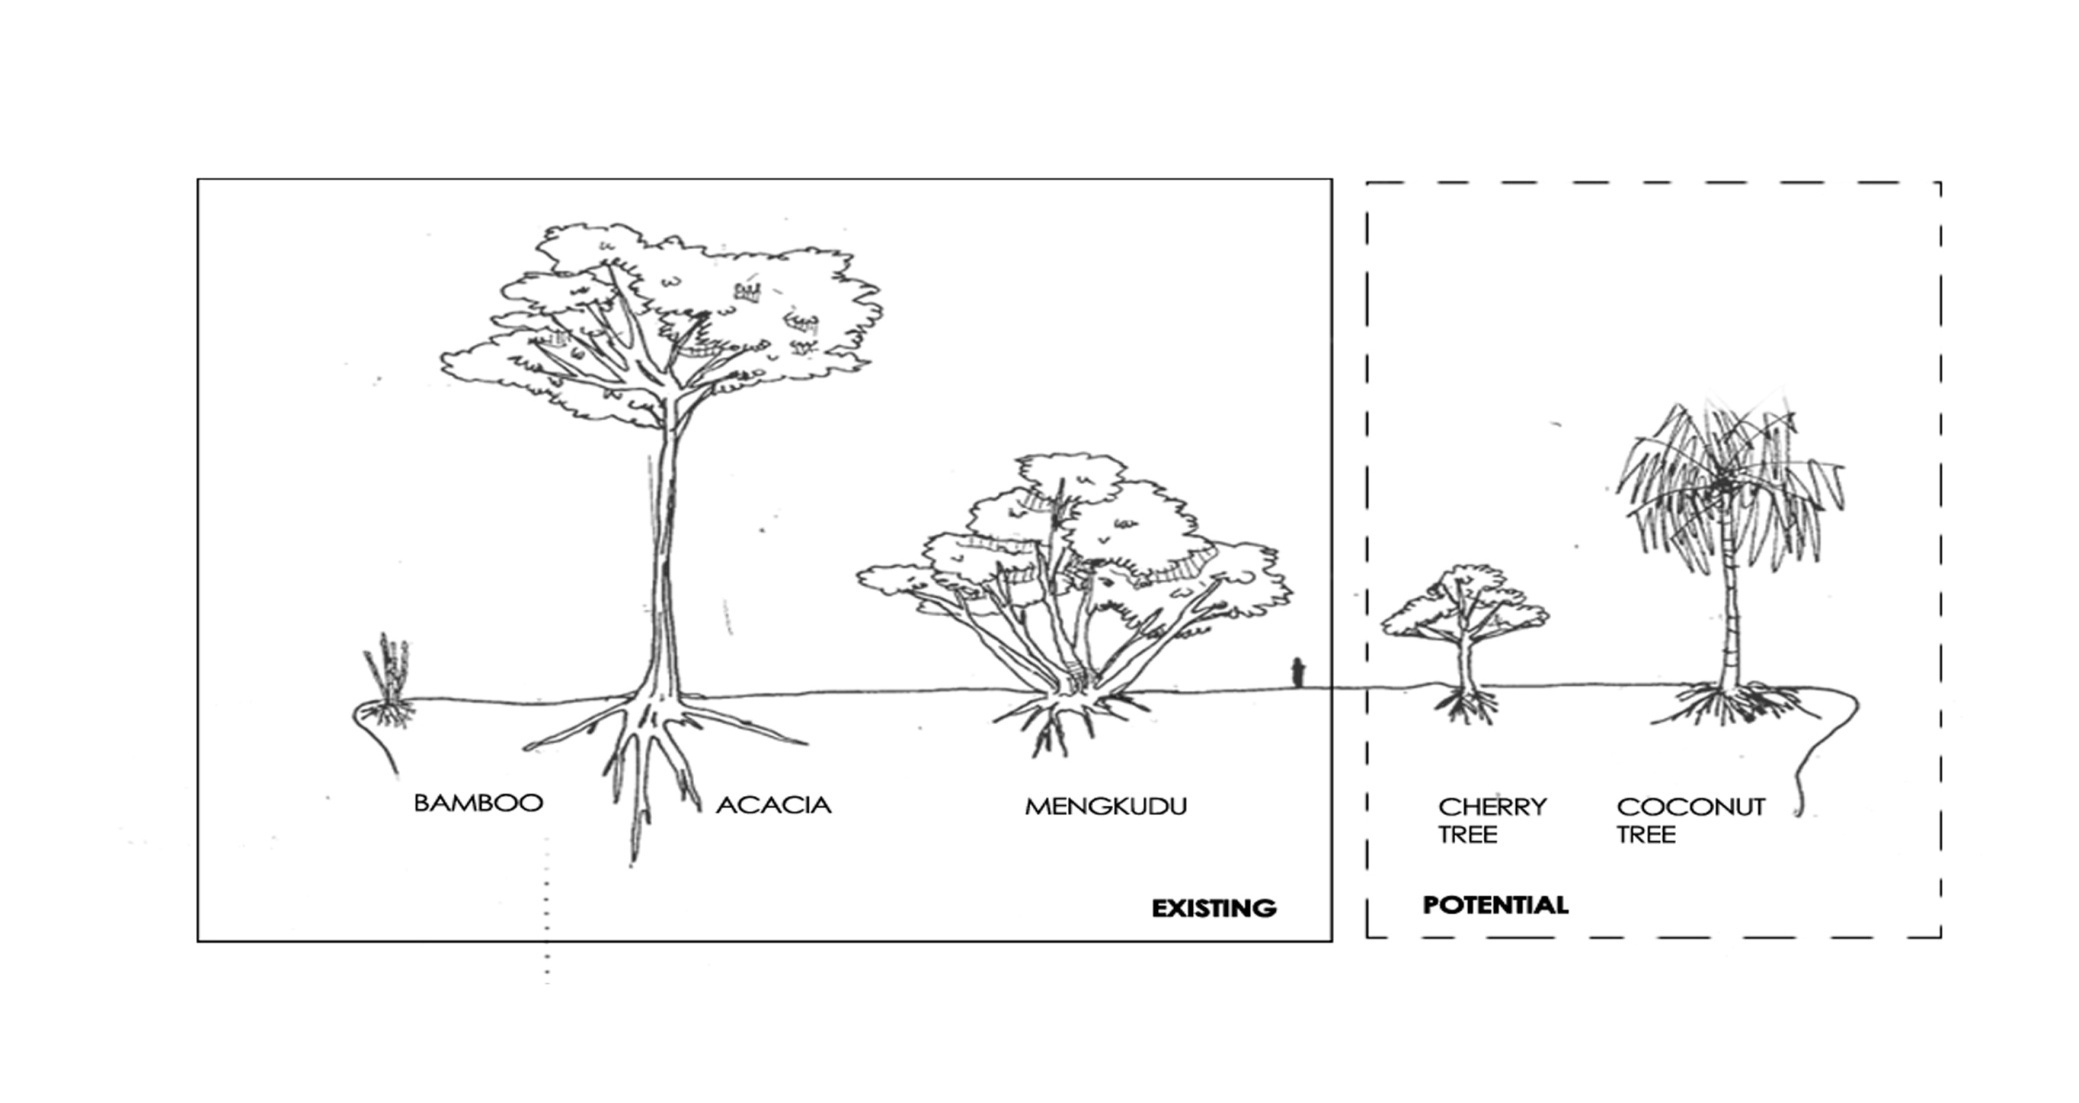 BAMBOO
ACACIA
MENGKUDU
CHERRY
TREE
COCONUT
TREE
EXISTING
POTENTIAL